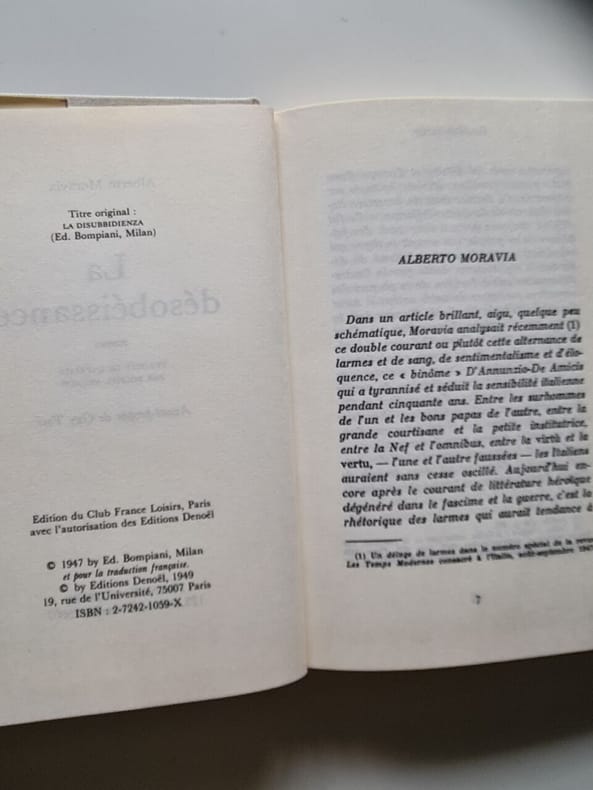 Titre original :
LA DISUBBIDIENZA
(Ed. Bompiani, Milan)
La
désobéissance
Edition du Club France Loisirs, Paris
avec l'autorisation des Editions Denoël
© 1947 by Ed. Bompiani, Milan
et pour la traduction française.
© by Editions Denoël, 1949
19, rue de l'Université, 75007 Paris
ISBN : 2-7242-1059-X
ALBERTO MORAVIA
Dans un article brillant, aigu, quelque peu
schématique, Moravia analysait récemment (1)
ce double courant ou plutôt cette alternance de
larmes et de sang, de sentimentalisme et d'élo-
quence, ce « binôme » D'Annunzio-De Amicis
qui a tyrannisé et séduit la sensibilité italienne
pendant cinquante ans. Entre les surhommes
de l'un et les bons papas de l'autre, entre la
grande courtisane et la petite institutrice,
entre la Nef et l'omnibus, entre la virtù et la
vertu, — l'une et l'autre faussées — les Italiens
auraient sans cesse oscillé. Aujourd'hui en-
core après le courant de littérature héroïque
dégénéré dans le fascisme et la guerre, c'est la
rhétorique des larmes qui aurait tendance à
(1) Un déluge de larmes dans le numéro spécial de la revue
Les Temps Modernes consacré à l'Italie, août-septembre 1947
7